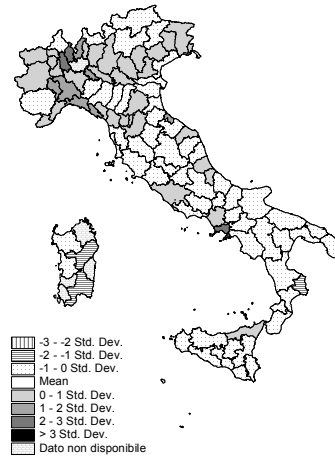 -3 - -2 Std. Dev.
-2 - -1 Std. Dev.
-1 - 0 Std. Dev.
Mean
0 - 1 Std. Dev.
1 - 2 Std. Dev.
2 - 3 Std. Dev.
> 3 Std. Dev.
Dato non disponibile